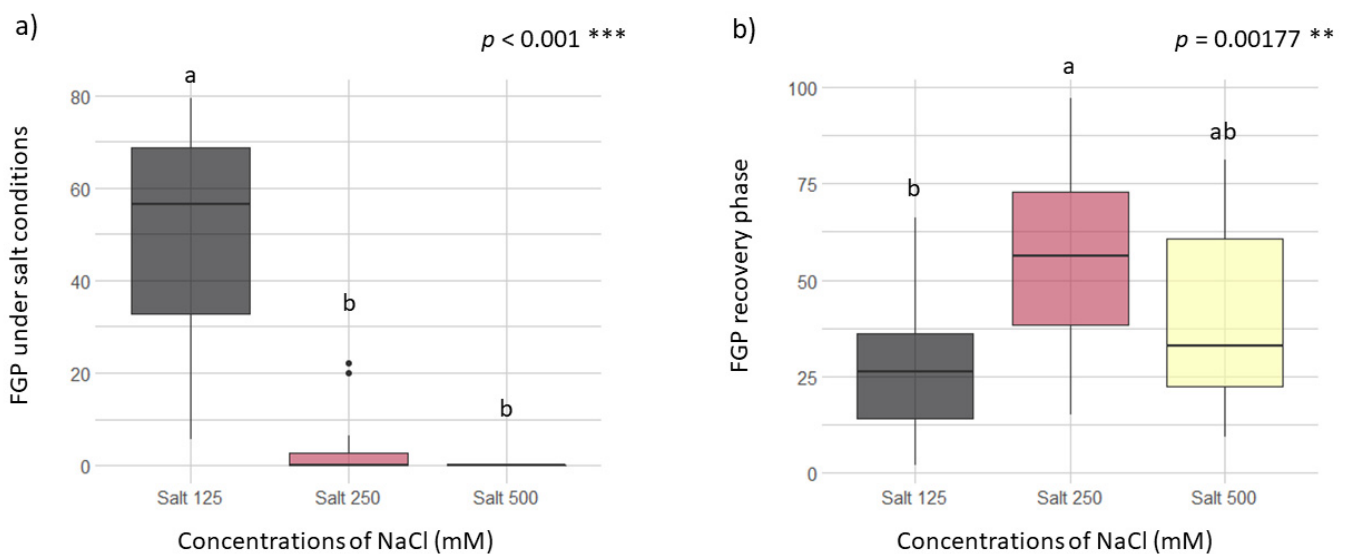 a)
p < 0.001 ***
a
80
60
40
20
0
b
b
FGP under salt conditions
Salt 125 Salt 250 Salt 500
Concentrations of NaCl (mM)
b)
p = 0.00177 **
a
ab
b
100
75
50
25
0
FGP recovery phase
Salt 125 Salt 250 Salt 500
Concentrations of NaCl (mM)